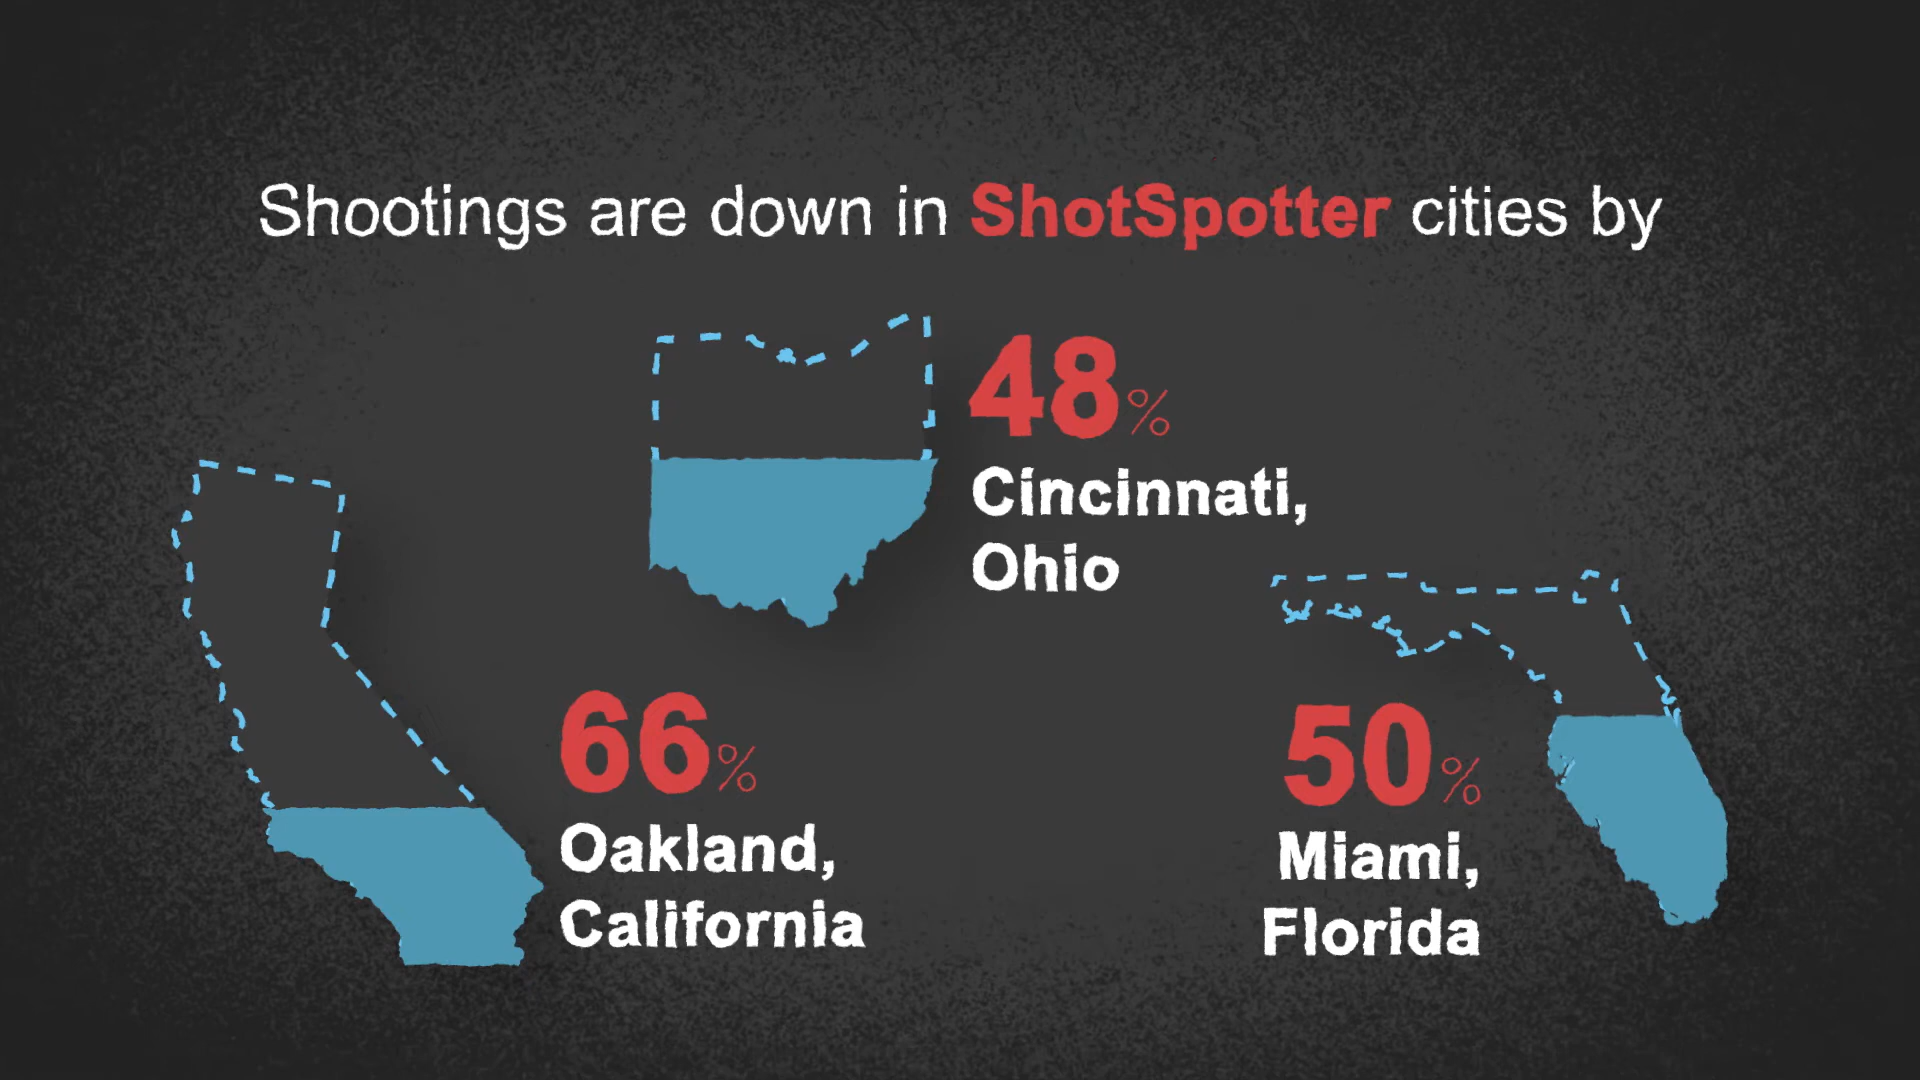 Shootings are down in ShotSpotter cities by
48%
Cincinnati,
Ohio
66%
Oakland,
California
50%
Miami,
Florida